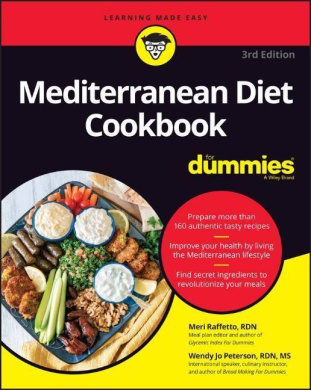 LEARNING MADE EASY
3rd Edition
Mediterranean Diet
Cookbook
for
dummies®
A Wiley Brand
Prepare more than
160 authentic tasty recipes
Improve your health by living
the Mediterranean lifestyle
Find secret ingredients to
revolutionize your meals
Meri Raffetto, RDN
Meal plan editor and author of
Glycemic Index For Dummies
Wendy Jo Peterson, RDN, MS
International speaker, culinary instructor,
and author of Bread Making For Dummies